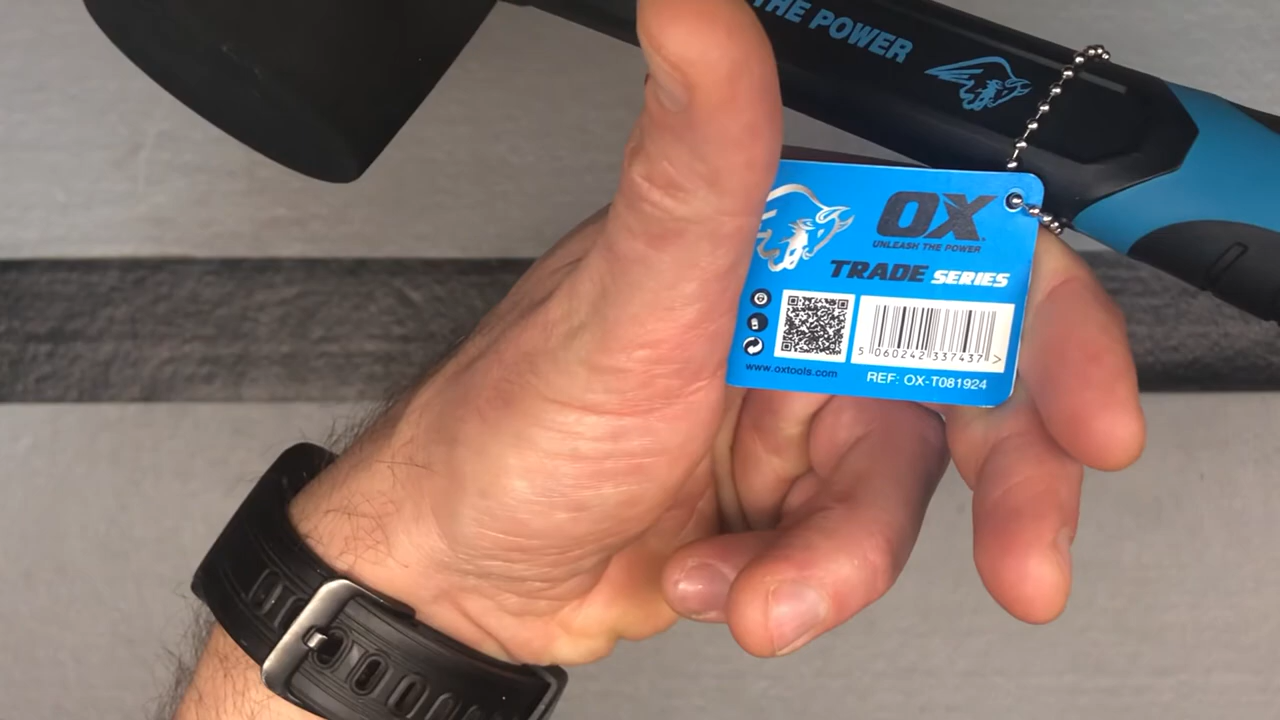 THE POWER
OX
UNLEASH THE POWER
TRADE SERIES
5 060242 337437 >
www.oxtools.com
REF: OX-T081924